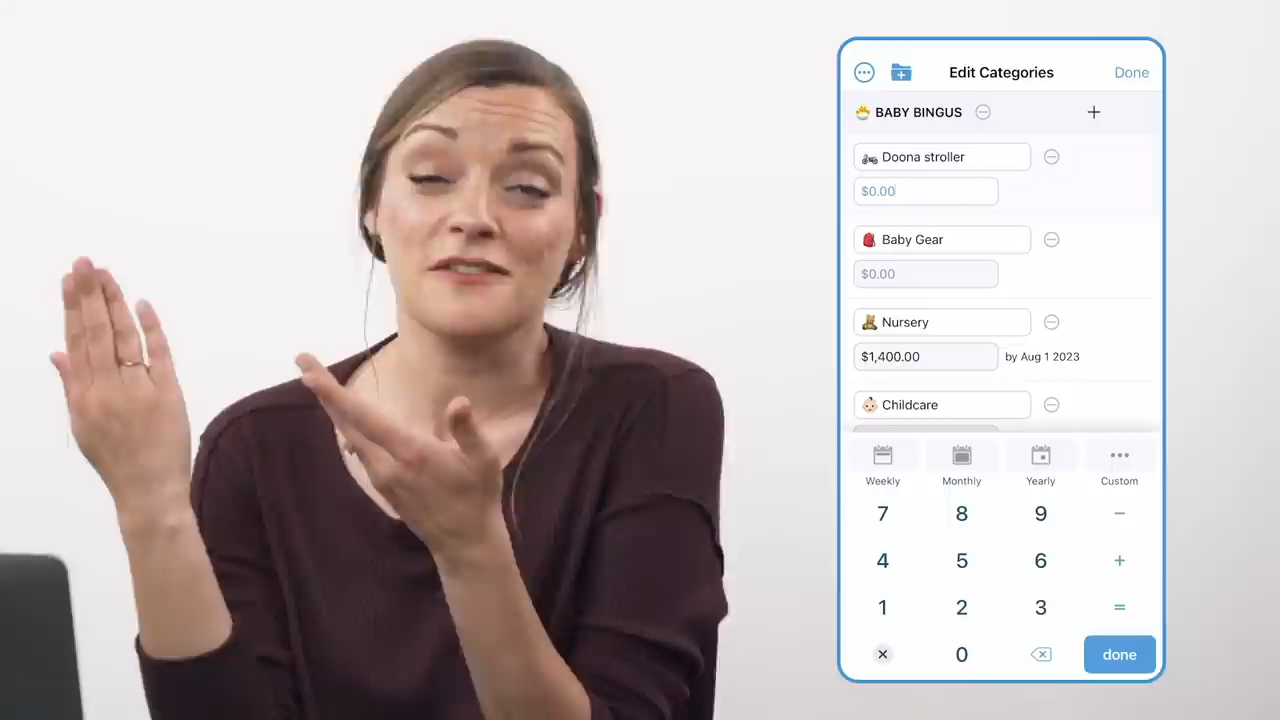 Edit Categories
Done
BABY BINGUS
Doona stroller
$0.00
Baby Gear
$0.00
Nursery
$1,400.00 by Aug 1 2023
Childcare
Weekly Monthly Yearly Custom
7 8 9 −
4 5 6 +
1 2 3 =
0 done